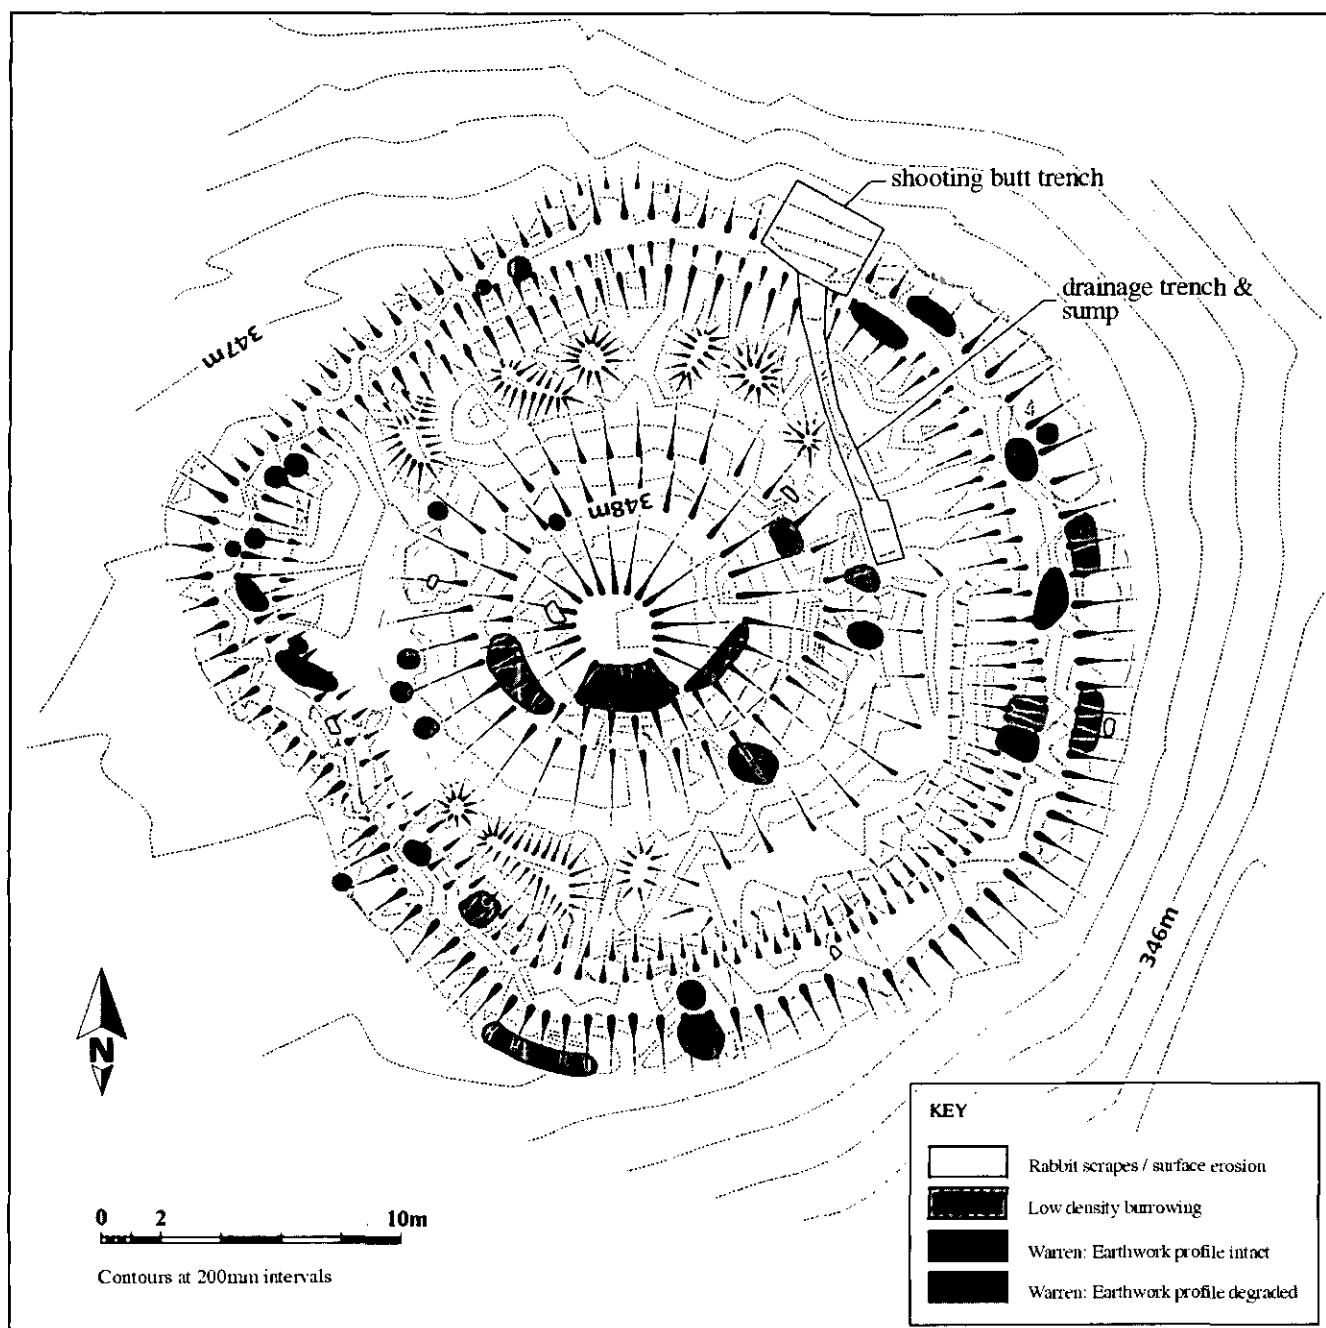 shooting butt trench
drainage trench &
sump
347m
348m
346m
N
0 2 10m
Contours at 200mm intervals
KEY
Rabbit scrapes / surface erosion
Low density burrowing
Warren: Earthwork profile intact
Warren: Earthwork profile degraded